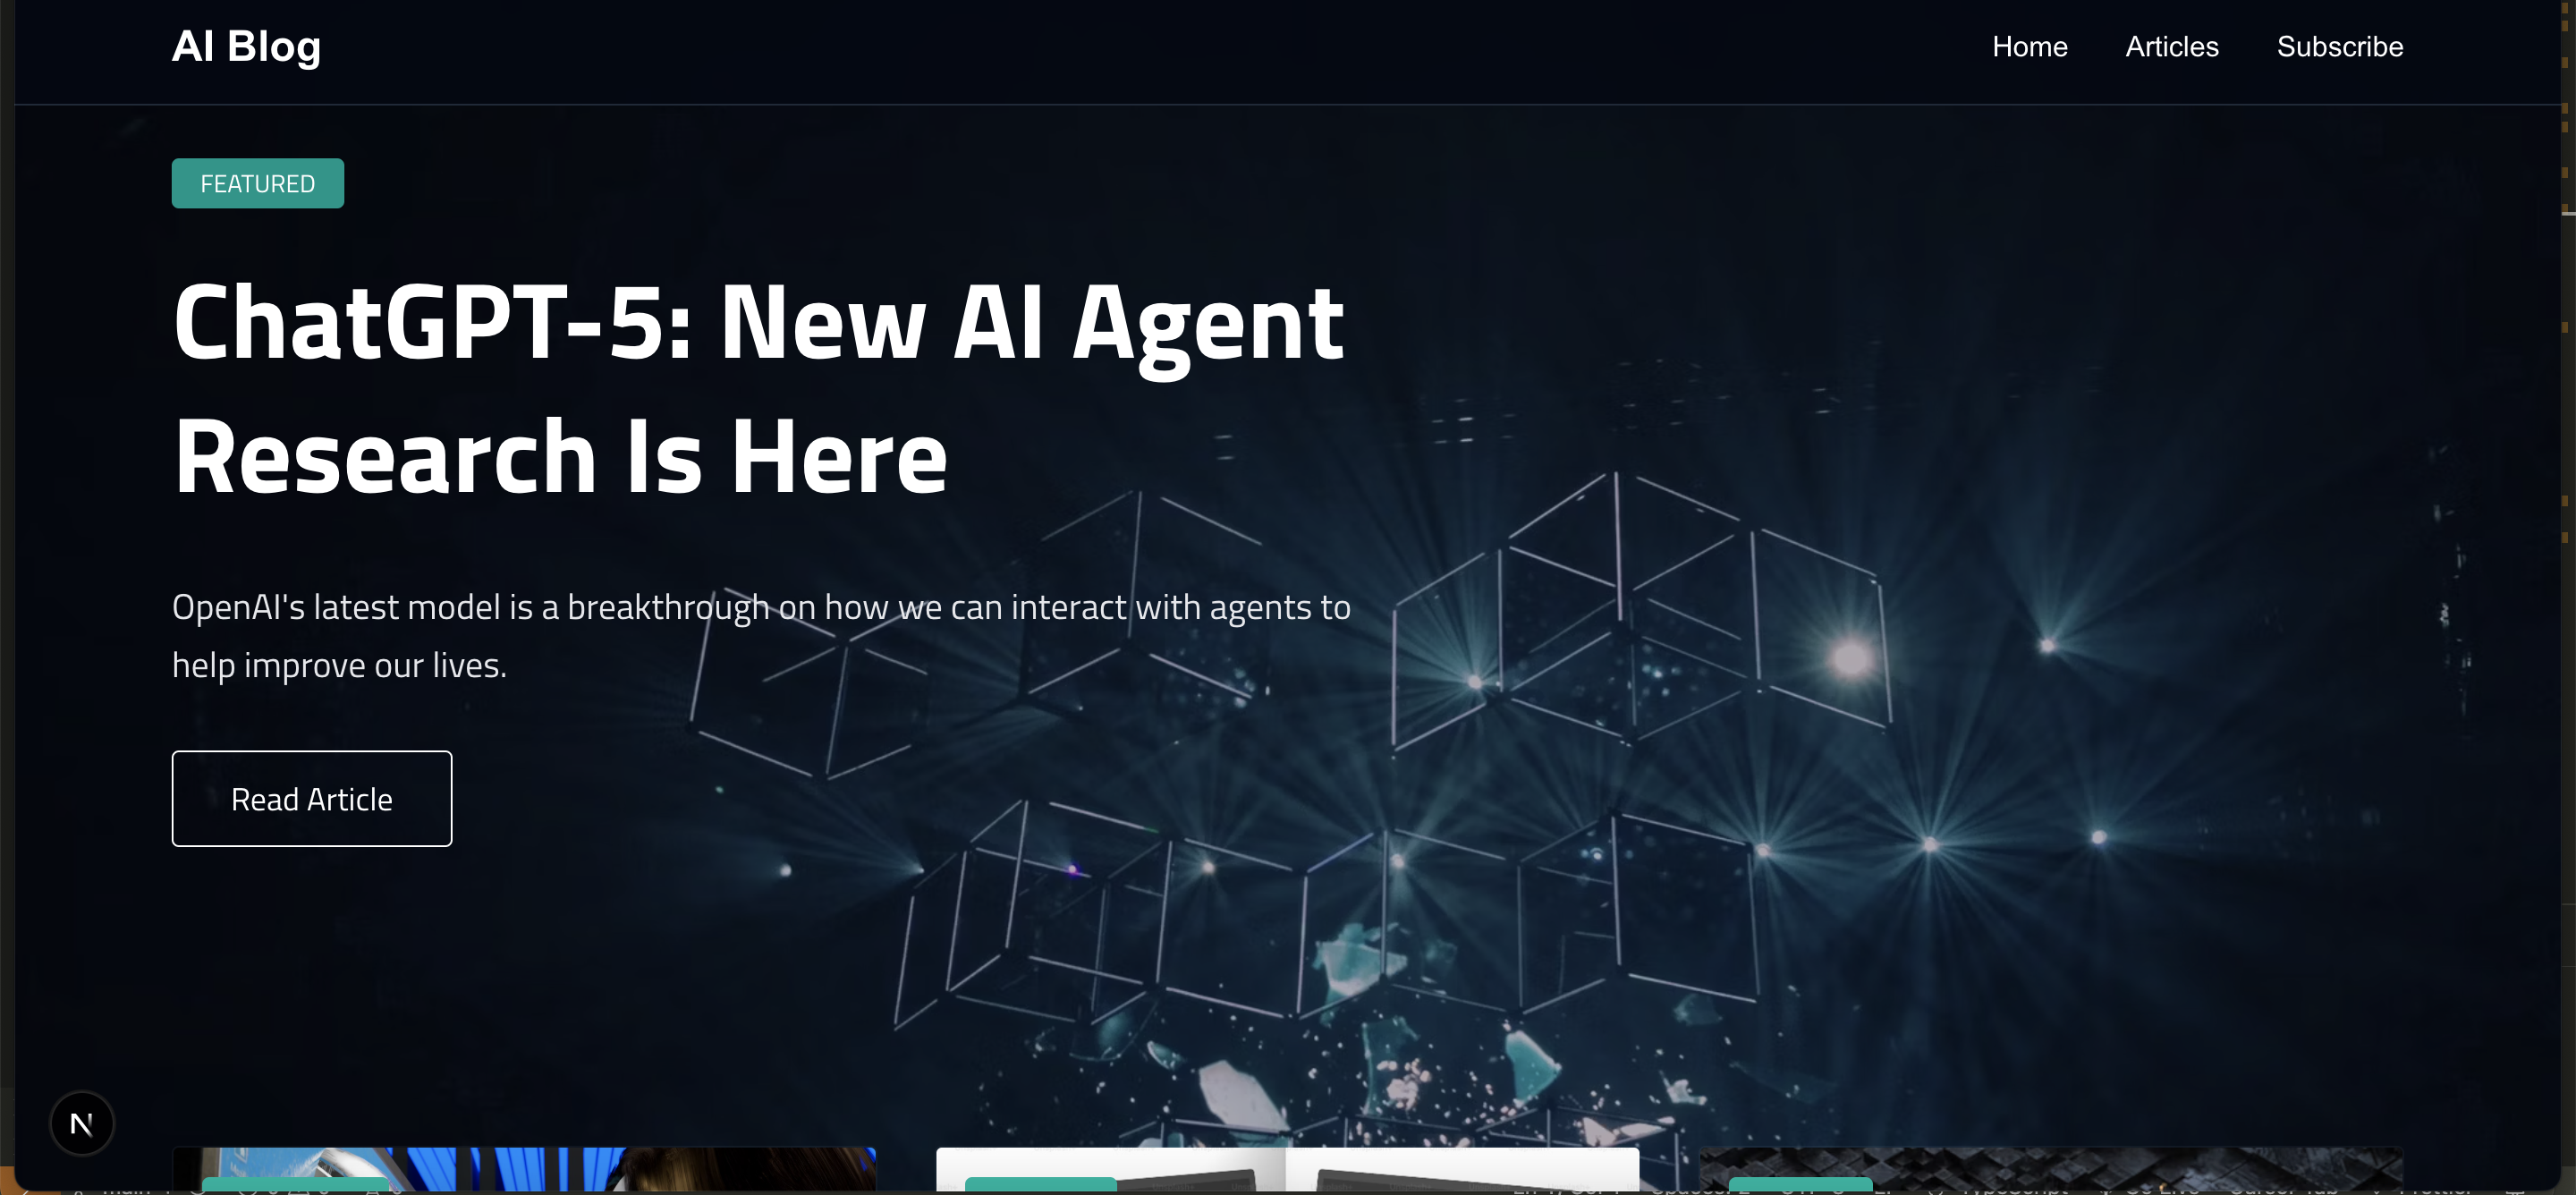 AI Blog
Home Articles Subscribe
FEATURED
ChatGPT-5: New AI Agent
Research Is Here
OpenAI's latest model is a breakthrough on how we can interact with agents to
help improve our lives.
Read Article
N